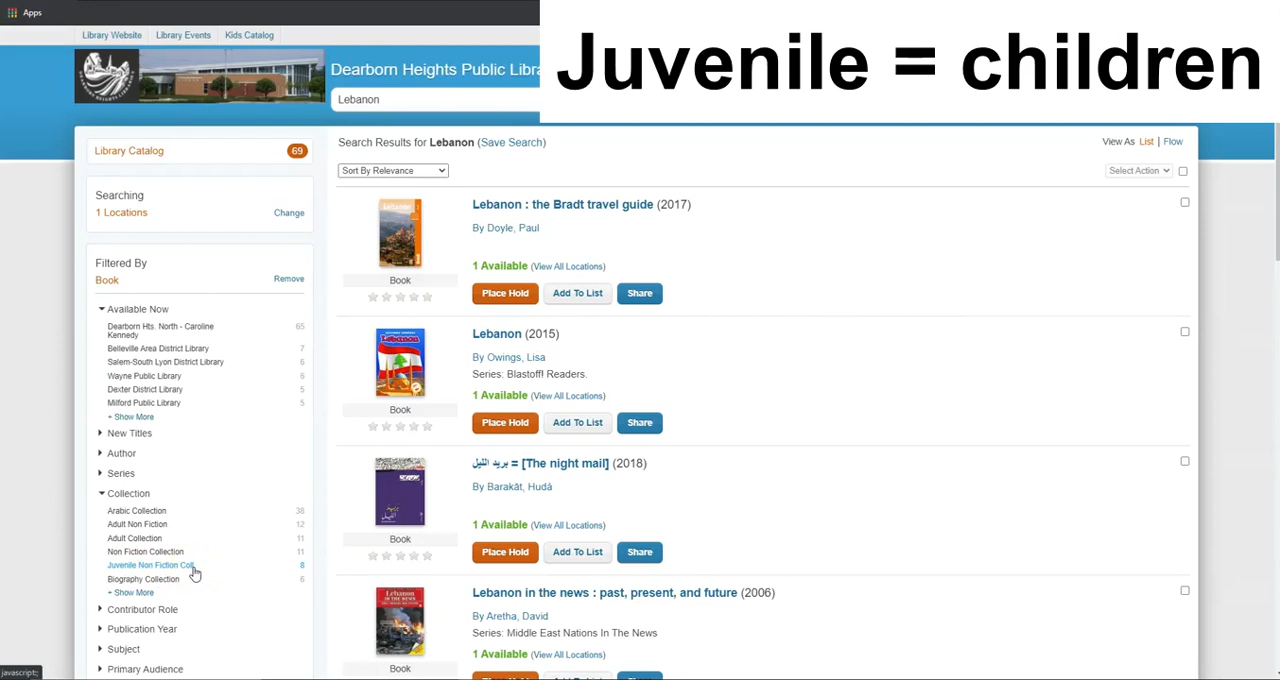 Apps
Library Website Library Events Kids Catalog
Juvenile = children
Dearborn Heights Public
Lebanon
Library Catalog 69
Searching
1 Locations Change
Filtered By
Book Remove
Available Now
Dearborn Hts. North - Caroline 65
Kennedy
Belleville Area District Library 7
Salem-South Lyon District Library 6
Wayne Public Library 6
Dexter District Library 5
Milford Public Library 5
+ Show More
New Titles
Author
Series
Collection
Arabic Collection 38
Adult Non Fiction 12
Adult Collection 11
Non Fiction Collection 11
Juvenile Non Fiction Coll 8
Biography Collection 6
+ Show More
Contributor Role
Publication Year
Subject
Primary Audience
javascript:;
Search Results for Lebanon (Save Search)
View As List | Flow
Sort By Relevance
Select Action
Lebanon : the Bradt travel guide (2017)
By Doyle, Paul
1 Available (View All Locations)
Book
Place Hold Add To List Share
Lebanon
Lebanon (2015)
By Owings, Lisa
Series: Blastoff! Readers.
1 Available (View All Locations)
Book
Place Hold Add To List Share
بريد الليل = [The night mail] (2018)
By Barakāt, Hudá
1 Available (View All Locations)
Book
Place Hold Add To List Share
Lebanon
Lebanon in the news : past, present, and future (2006)
By Aretha, David
Series: Middle East Nations In The News
1 Available (View All Locations)
Book